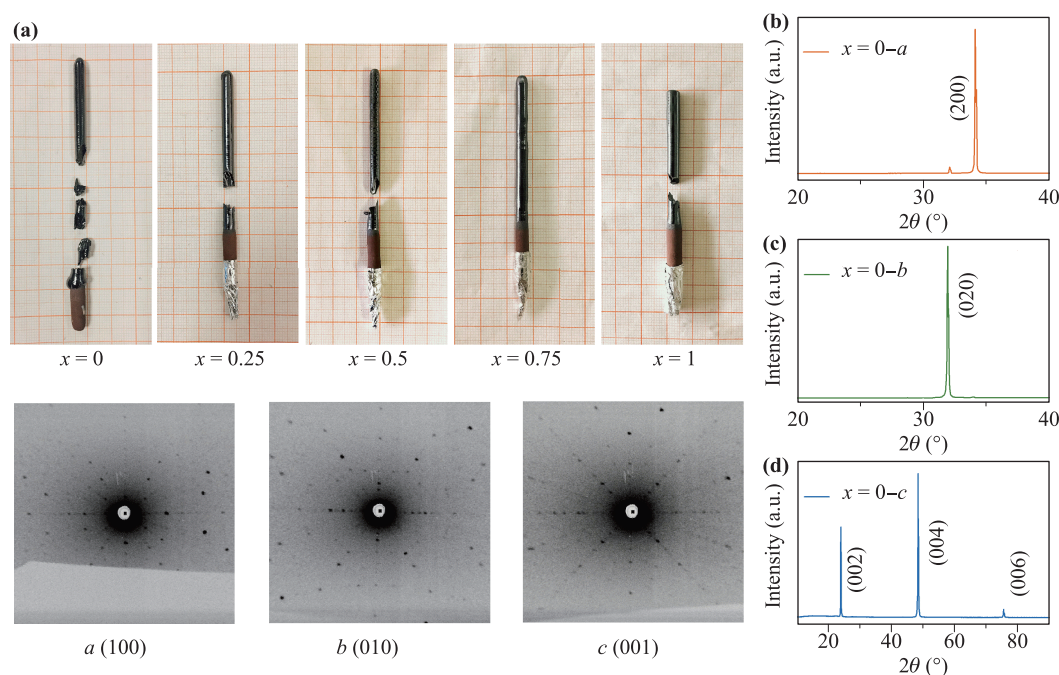 (a)
x = 0
x = 0.25
x = 0.5
x = 0.75
x = 1
a (100)
b (010)
c (001)
(b)
x = 0–a
(200)
Intensity (a.u.)
20
30
40
2θ (°)
(c)
x = 0–b
(020)
Intensity (a.u.)
20
30
40
2θ (°)
(d)
x = 0–c
(002)
(004)
(006)
Intensity (a.u.)
20
40
60
80
2θ (°)